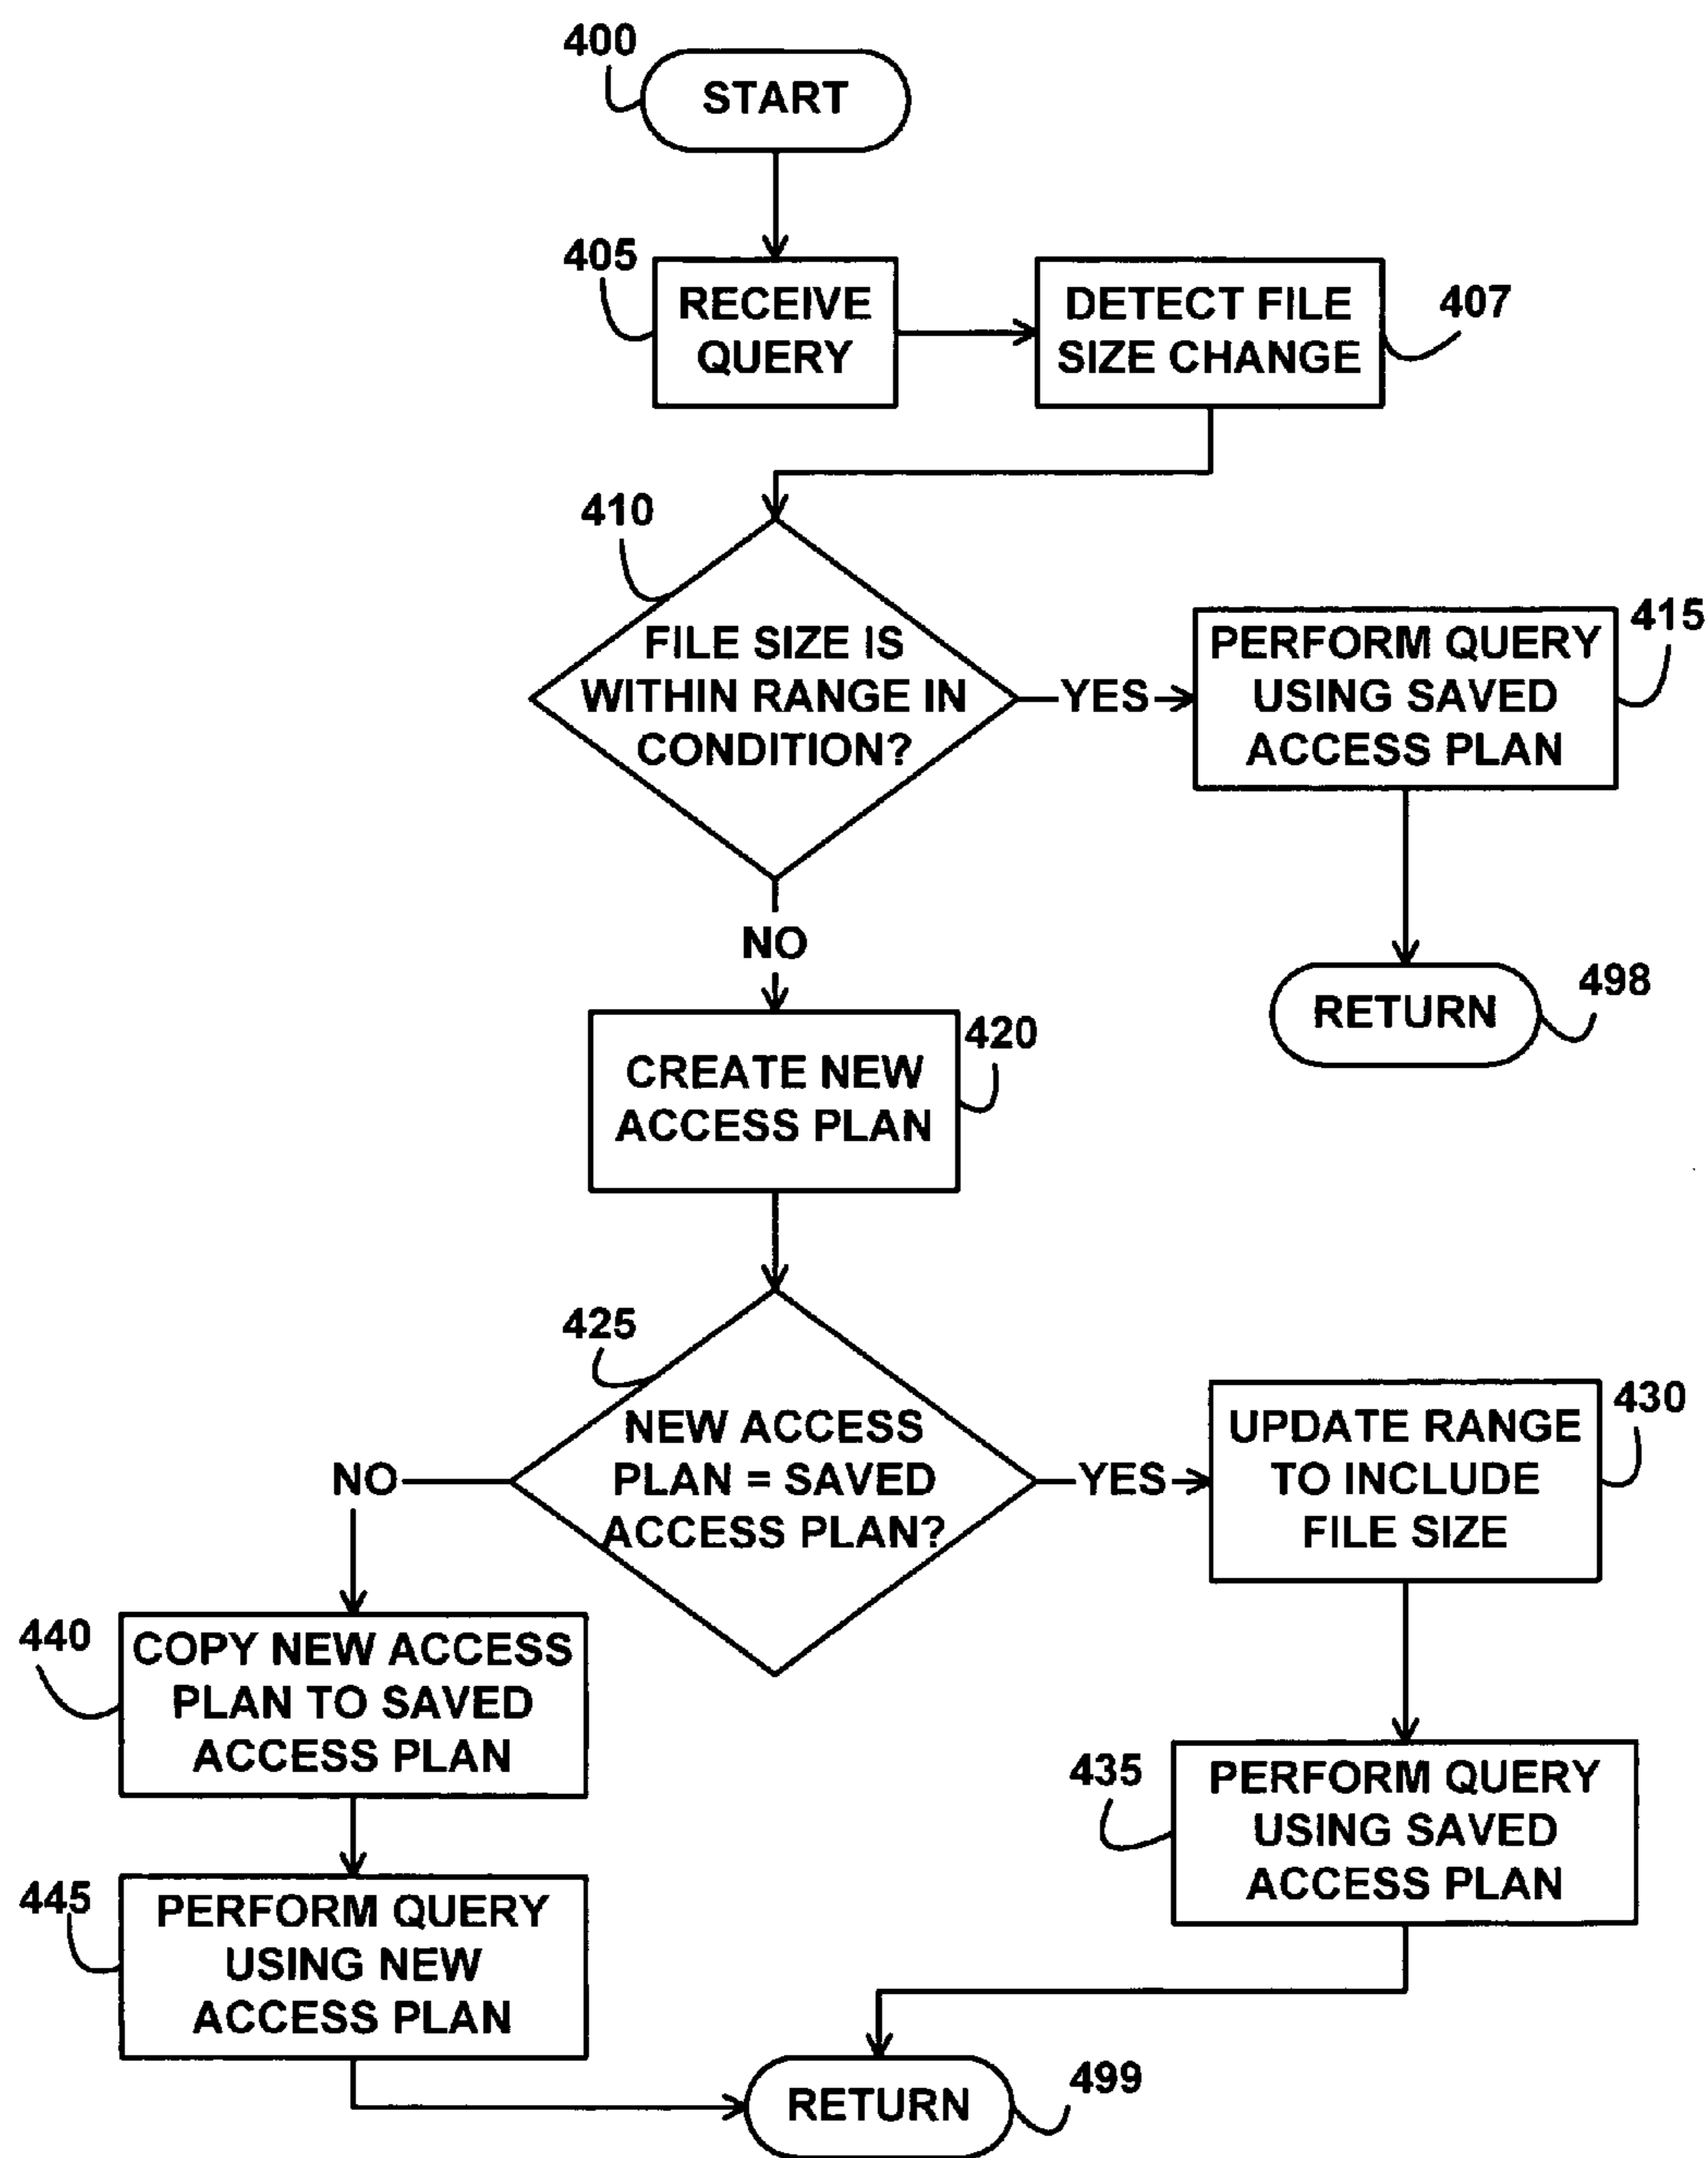 400
START
405
RECEIVE
QUERY
DETECT FILE
SIZE CHANGE
407
410
FILE SIZE IS
WITHIN RANGE IN
CONDITION?
YES
PERFORM QUERY
USING SAVED
ACCESS PLAN
415
NO
RETURN
498
CREATE NEW
ACCESS PLAN
420
425
NEW ACCESS
PLAN = SAVED
ACCESS PLAN?
NO
YES
UPDATE RANGE
TO INCLUDE
FILE SIZE
430
440
COPY NEW ACCESS
PLAN TO SAVED
ACCESS PLAN
435
PERFORM QUERY
USING SAVED
ACCESS PLAN
445
PERFORM QUERY
USING NEW
ACCESS PLAN
RETURN
499